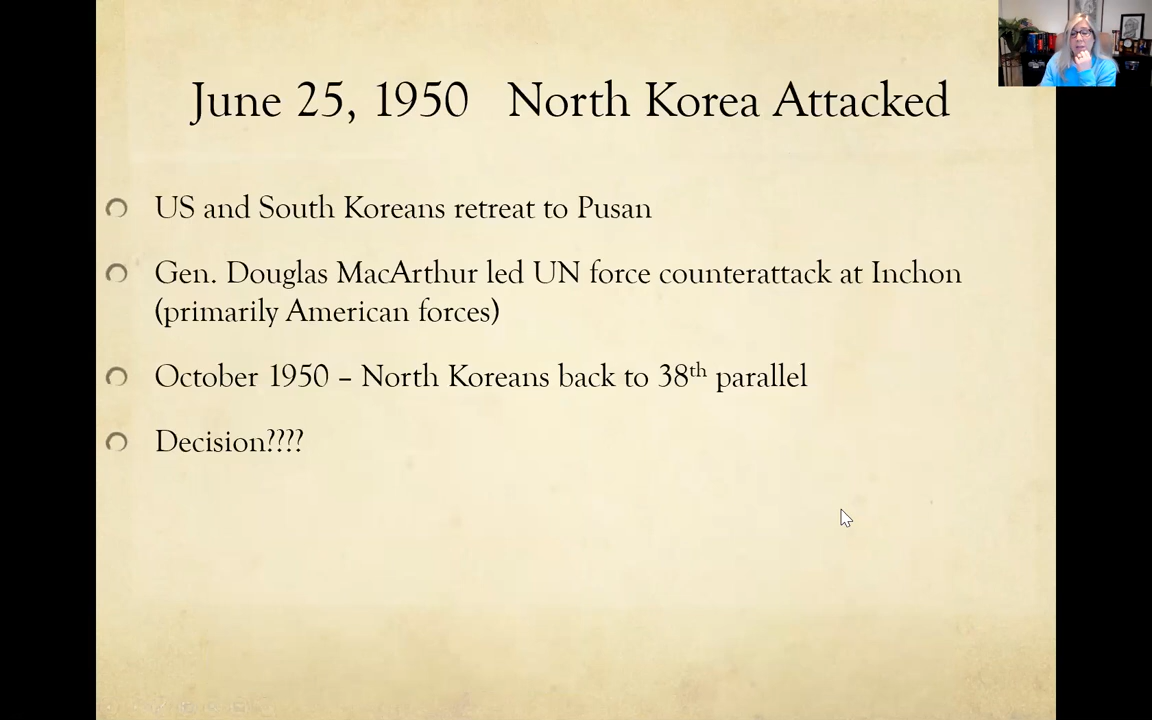 June 25, 1950 North Korea Attacked
US and South Koreans retreat to Pusan
Gen. Douglas MacArthur led UN force counterattack at Inchon
(primarily American forces)
October 1950 – North Koreans back to 38th parallel
Decision????